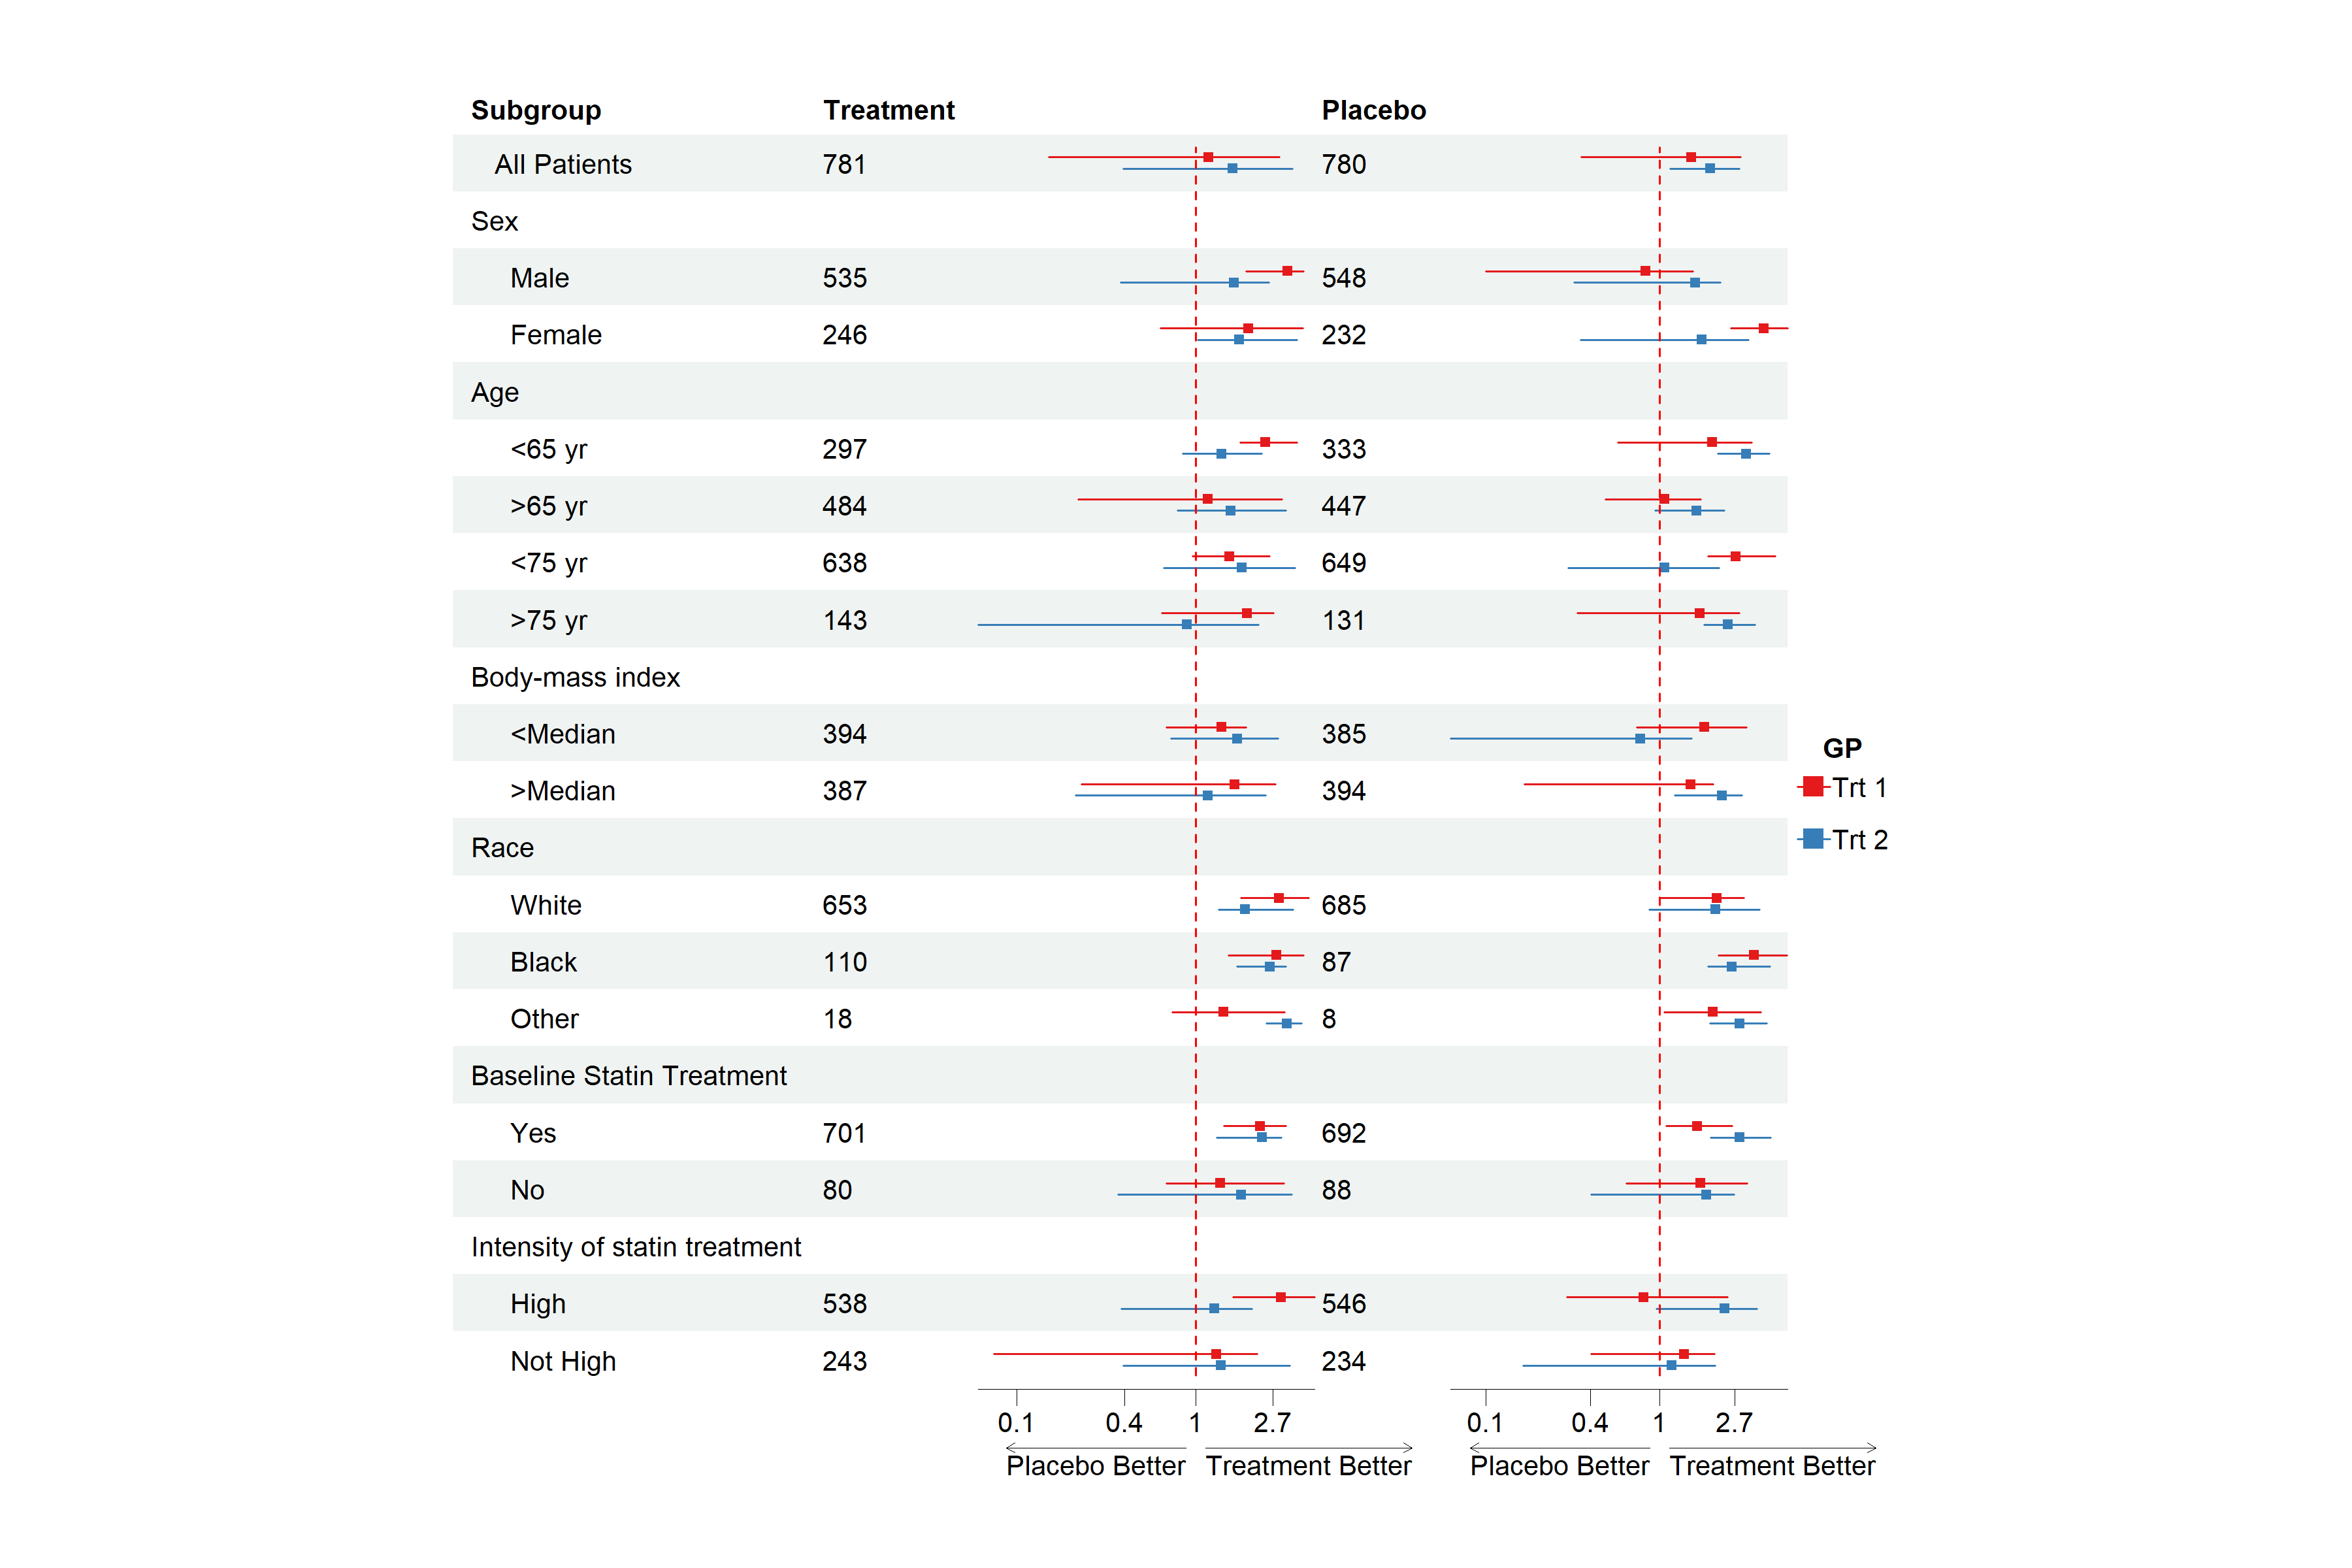 Subgroup Treatment Placebo
All Patients 781 780
Sex
Male 535 548
Female 246 232
Age
<65 yr 297 333
>65 yr 484 447
<75 yr 638 649
>75 yr 143 131
Body-mass index
<Median 394 385
>Median 387 394
GP
Trt 1
Trt 2
Race
White 653 685
Black 110 87
Other 18 8
Baseline Statin Treatment
Yes 701 692
No 80 88
Intensity of statin treatment
High 538 546
Not High 243 234
0.1 0.4 1 2.7 0.1 0.4 1 2.7
Placebo Better Treatment Better Placebo Better Treatment Better